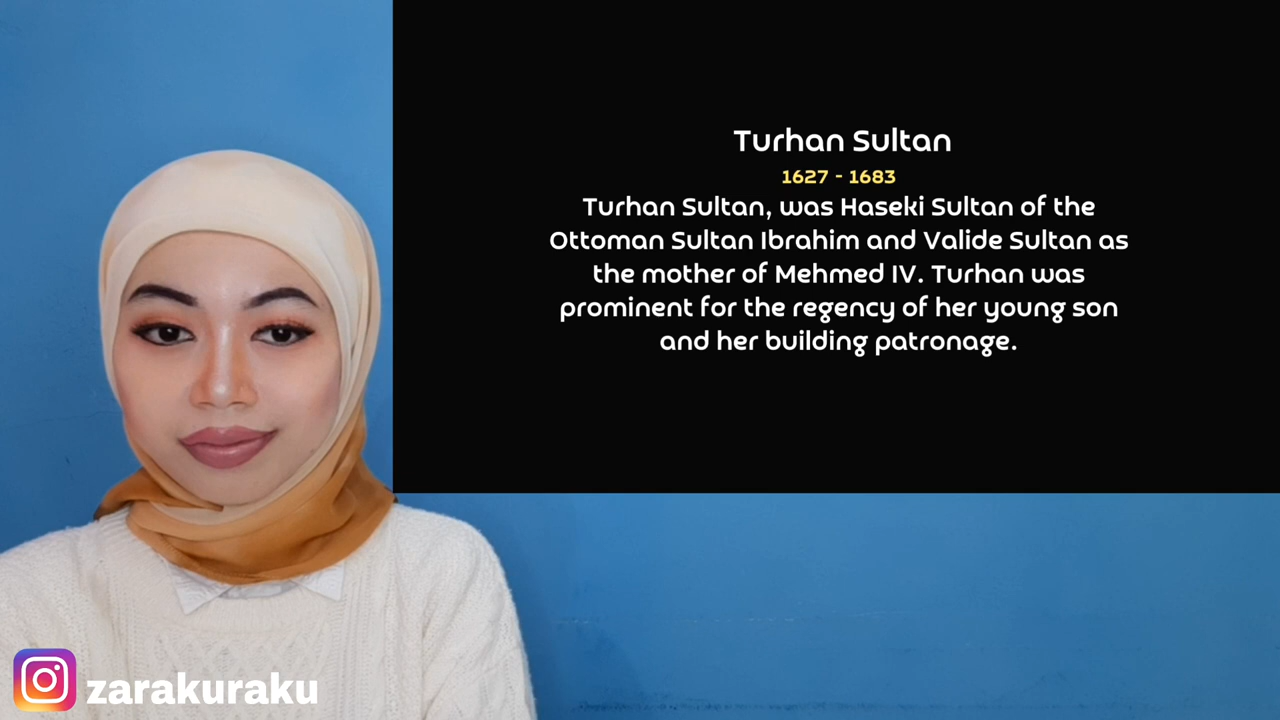 Turhan Sultan
1627 - 1683
Turhan Sultan, was Haseki Sultan of the
Ottoman Sultan Ibrahim and Valide Sultan as
the mother of Mehmed IV. Turhan was
prominent for the regency of her young son
and her building patronage.
zarakuraku